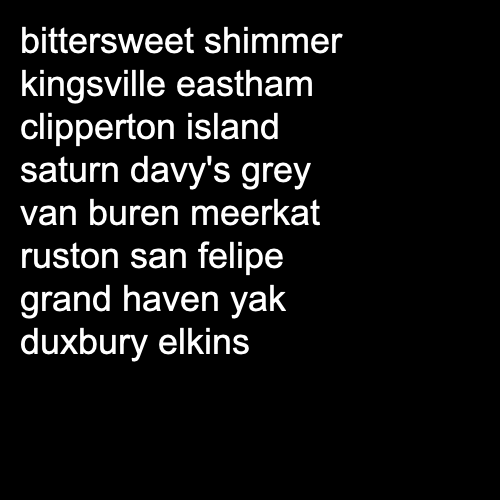 bittersweet shimmer
kingsville eastham
clipperton island
saturn davy's grey
van buren meerkat
ruston san felipe
grand haven yak
duxbury elkins